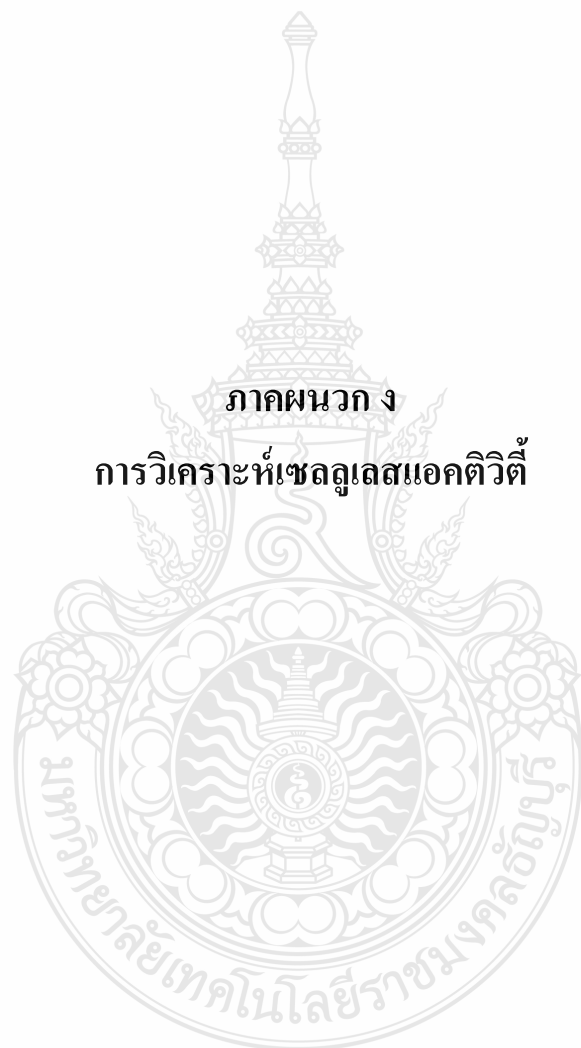 ภาคผนวก ง
การวิเคราะห์เซลลูเลสแอคติวิตี้
มหาวิทยาลัยเทคโนโลยีราชมงคลธัญบุรี